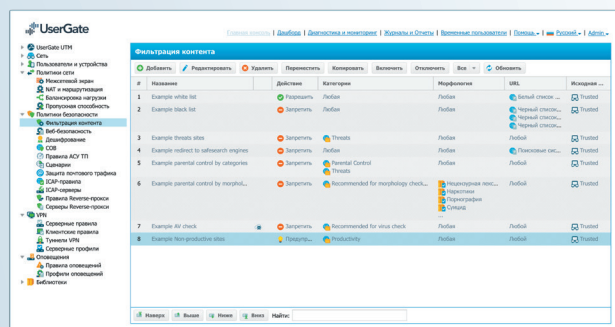 UserGate
Главная консоль | Дашборд | Диагностика и мониторинг | Журналы и Отчеты | Временные пользователи | Помощь | Русский | Admin
UserGate UTM
Сеть
Пользователи и устройства
Политики сети
Межсетевой экран
NAT и маршрутизация
Балансировка нагрузки
Пропускная способность
Политики безопасности
Фильтрация контента
Веб-безопасность
Дешифрование
СОВ
Правила АСУ ТП
Сценарии
Защита почтового трафика
ICAP-правила
ICAP-серверы
Правила Reverse-прокси
Серверы Reverse-прокси
VPN
Серверные правила
Клиентские правила
Туннели VPN
Серверные профили
Оповещения
Правила оповещений
Профили оповещений
Библиотеки
Фильтрация контента
Добавить Редактировать Удалить Переместить Копировать Включить Отключить Все Обновить
# Название Действие Категории Морфология URL Исходная ...
1 Example white list Разрешить Любая Любая Белый список ... Trusted
2 Example black list Запретить Любая Любая Черный список... Trusted
Черный список...
Черный список...
3 Example threats sites Запретить Threats Любая Любой Trusted
4 Example redirect to safesearch engines Запретить Любая Любая Поисковые сис... Trusted
5 Example parental control by categories Запретить Parental Control Любая Любой Trusted
Threats
6 Example parental control by morphol... Запретить Recommended for morphology check... Нецензурная лекс... Любой Trusted
Наркотики
Порнография
Суицид
...
7 Example AV check Запретить Recommended for virus check Любая Любой Trusted
8 Example Non-productive sites Предупр... Productivity Любая Любой Trusted
Наверх Выше Ниже Вниз Найти: